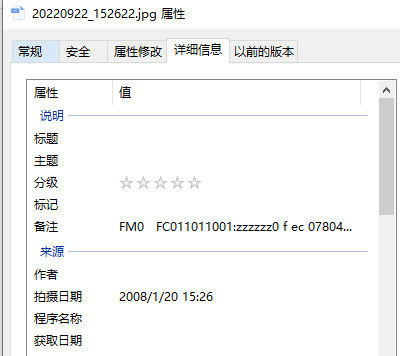 20220922_152622.jpg 属性
常规 安全 属性修改 详细信息 以前的版本
属性 值
说明
标题
主题
分级 ☆☆☆☆☆
标记
备注 FM0 FC011011001:zzzzzz0 f ec 07804...
来源
作者
拍摄日期 2008/1/20 15:26
程序名称
获取日期